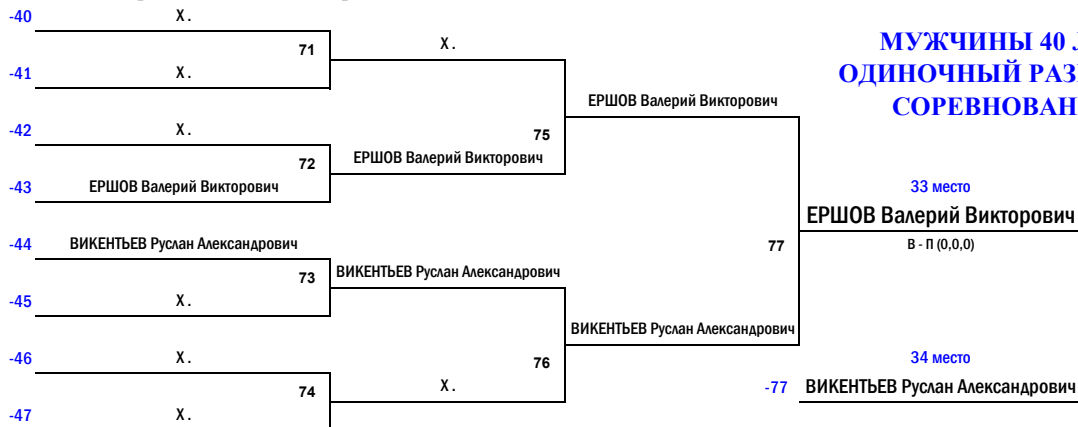 -40 X .
71 X .
-41 X .
МУЖЧИНЫ 40
ОДИНОЧНЫЙ
ЕРШОВ Валерий Викторович
-42 X .
75
72 ЕРШОВ Валерий Викторович
-43 ЕРШОВ Валерий Викторович
33 место
ЕРШОВ Валерий Викторович
-44 ВИКЕНТЬЕВ Руслан Александрович
77 В - П (0,0,0)
73 ВИКЕНТЬЕВ Руслан Александрович
-45 X .
ВИКЕНТЬЕВ Руслан Александрович
-46 X .
76
34 место
74 X .
-77 ВИКЕНТЬЕВ Руслан Александрович
-47 X .